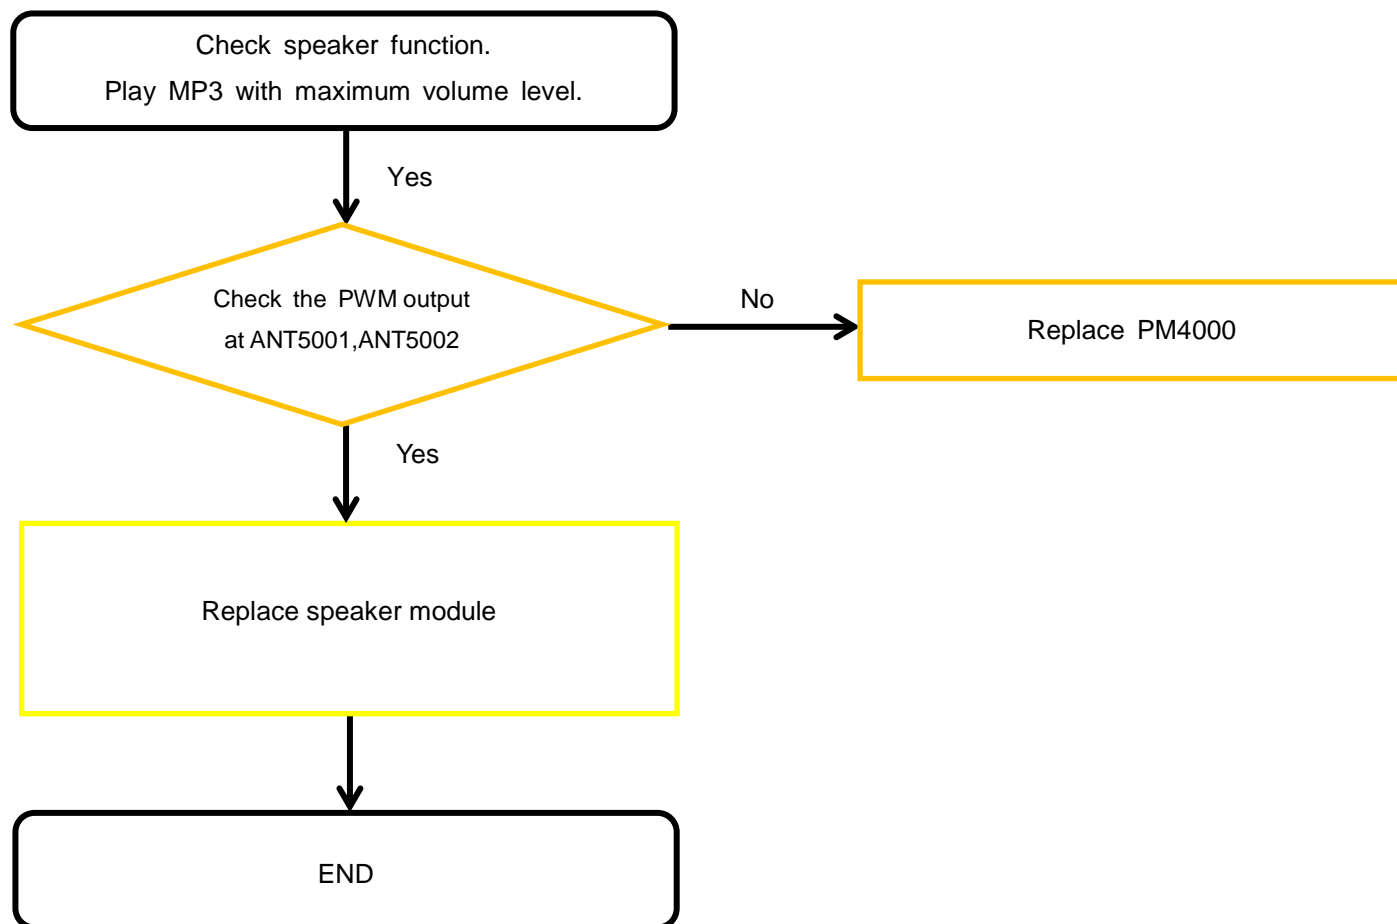 Check speaker function.
Play MP3 with maximum volume level.
Yes
Check the PWM output
at ANT5001,ANT5002
No
Replace PM4000
Yes
Replace speaker module
END